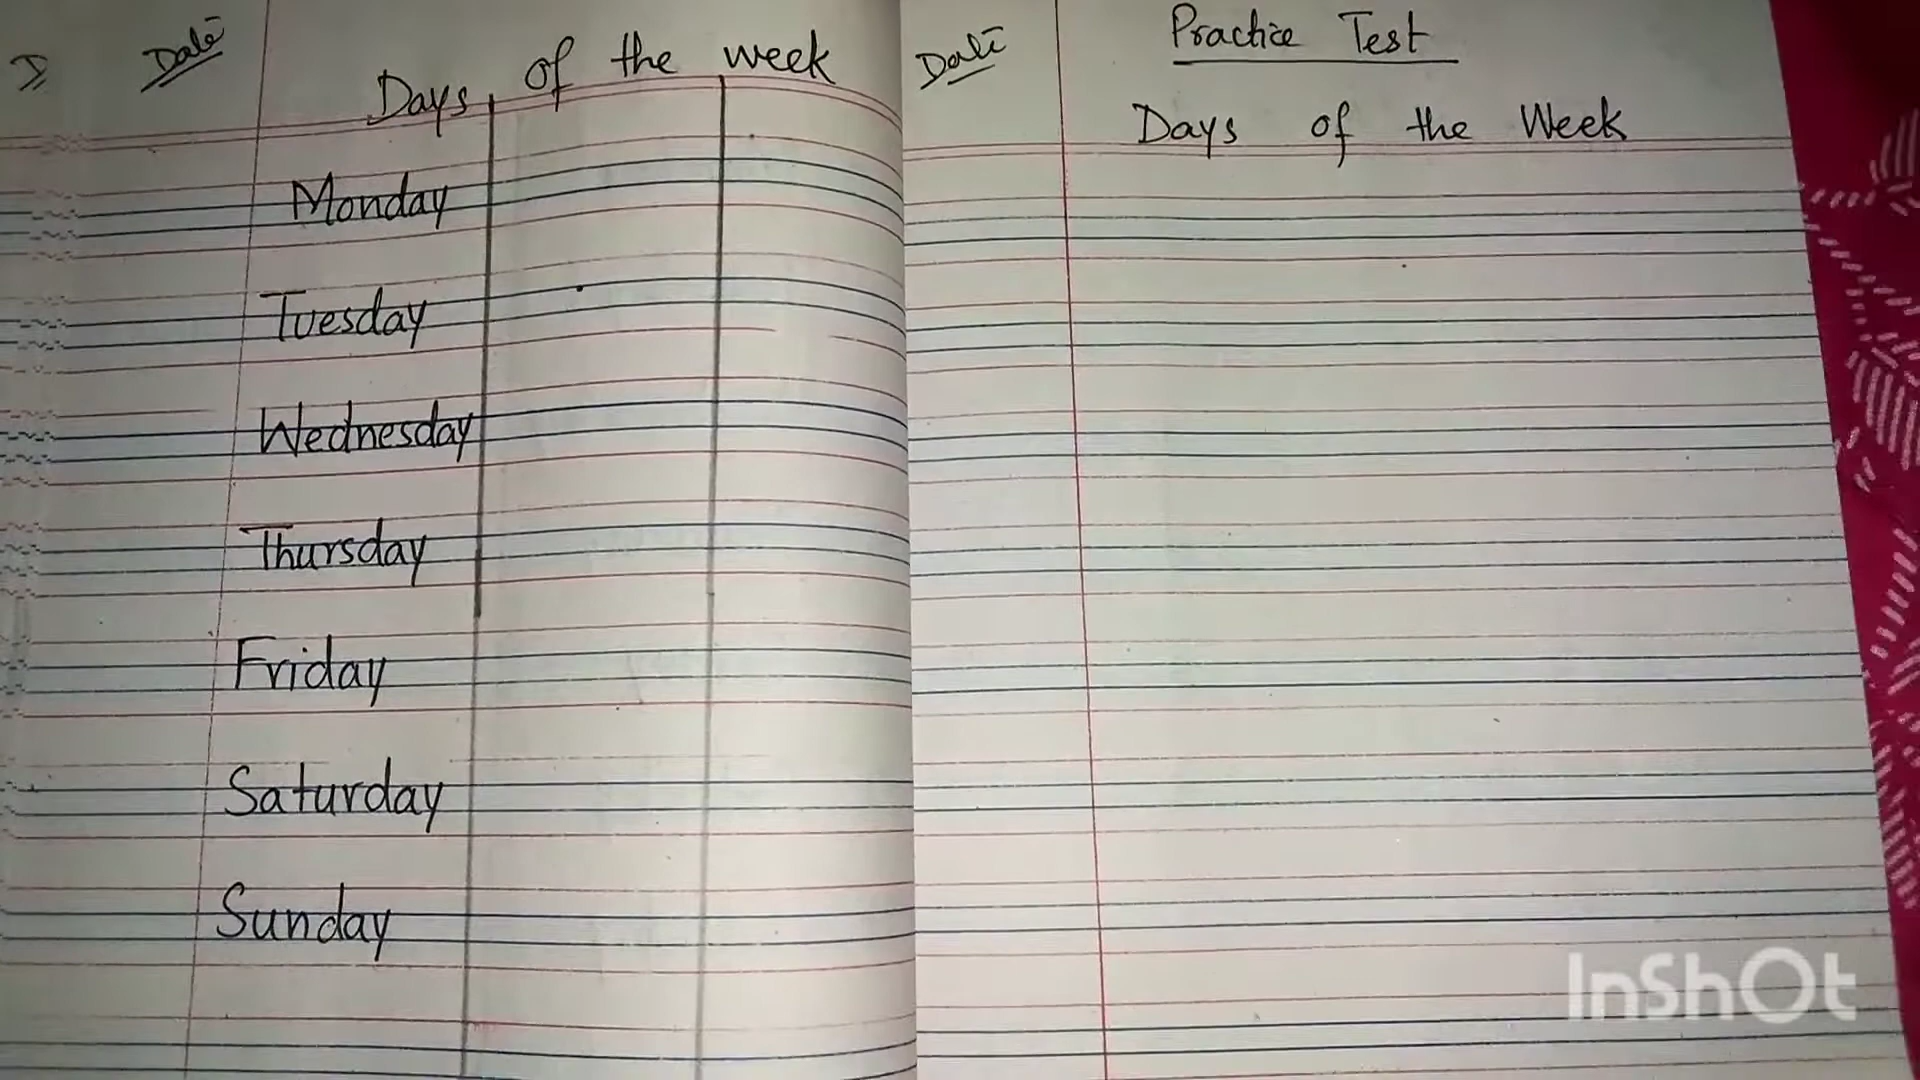 Date
Days of the week
Monday
Tuesday
Wednesday
Thursday
Friday
Saturday
Sunday
Date
Practice Test
Days of the Week
InShOt